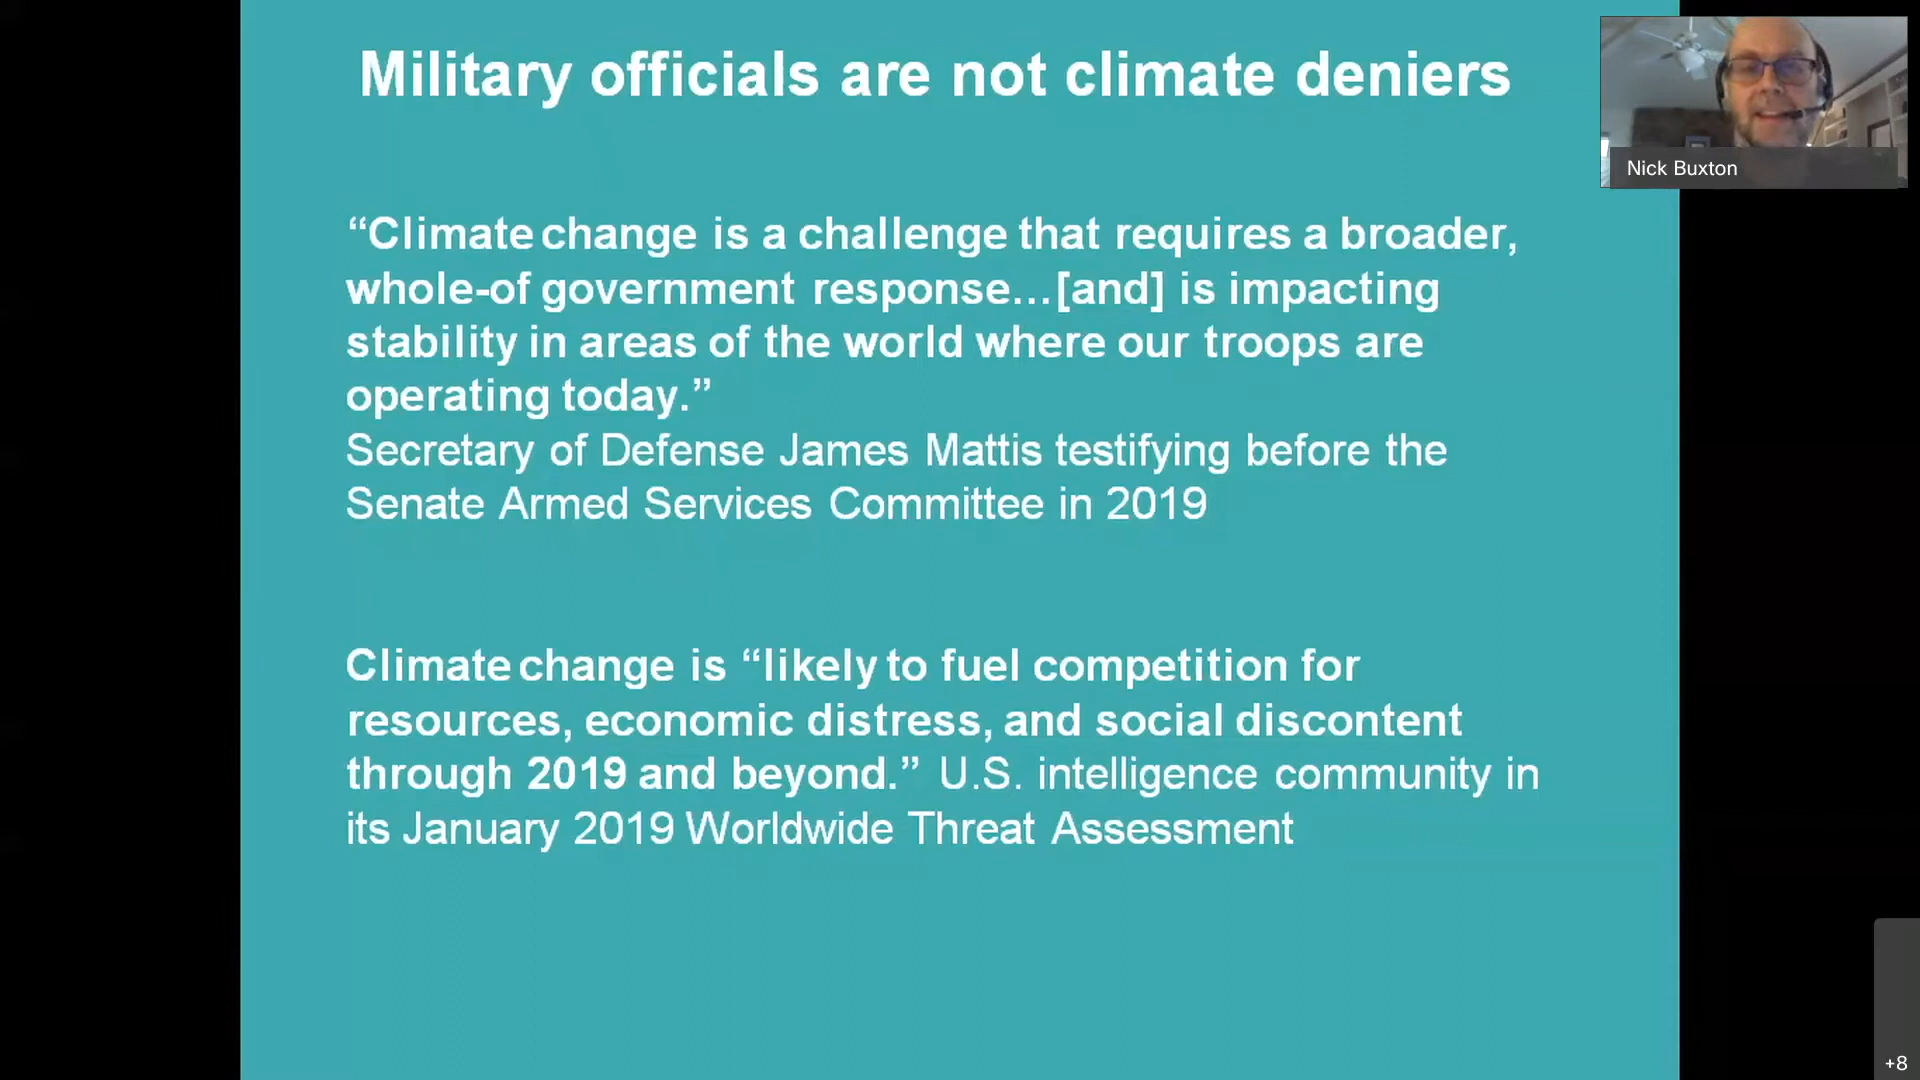 Military officials are not climate deniers
Nick Buxton
“Climate change is a challenge that requires a broader,
whole-of government response...[and] is impacting
stability in areas of the world where our troops are
operating today.”
Secretary of Defense James Mattis testifying before the
Senate Armed Services Committee in 2019
Climate change is “likely to fuel competition for
resources, economic distress, and social discontent
through 2019 and beyond.” U.S. intelligence community in
its January 2019 Worldwide Threat Assessment
+8